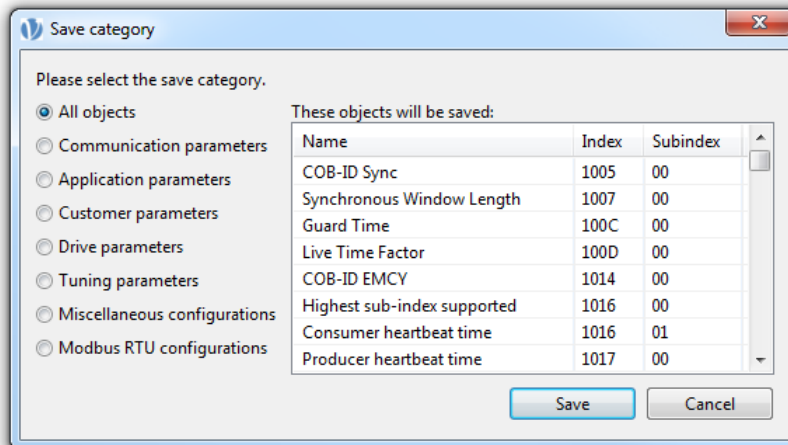 Save category
Please select the save category.
All objects
Communication parameters
Application parameters
Customer parameters
Drive parameters
Tuning parameters
Miscellaneous configurations
Modbus RTU configurations
These objects will be saved:
Name Index Subindex
COB-ID Sync 1005 00
Synchronous Window Length 1007 00
Guard Time 100C 00
Live Time Factor 100D 00
COB-ID EMCY 1014 00
Highest sub-index supported 1016 00
Consumer heartbeat time 1016 01
Producer heartbeat time 1017 00
Save Cancel